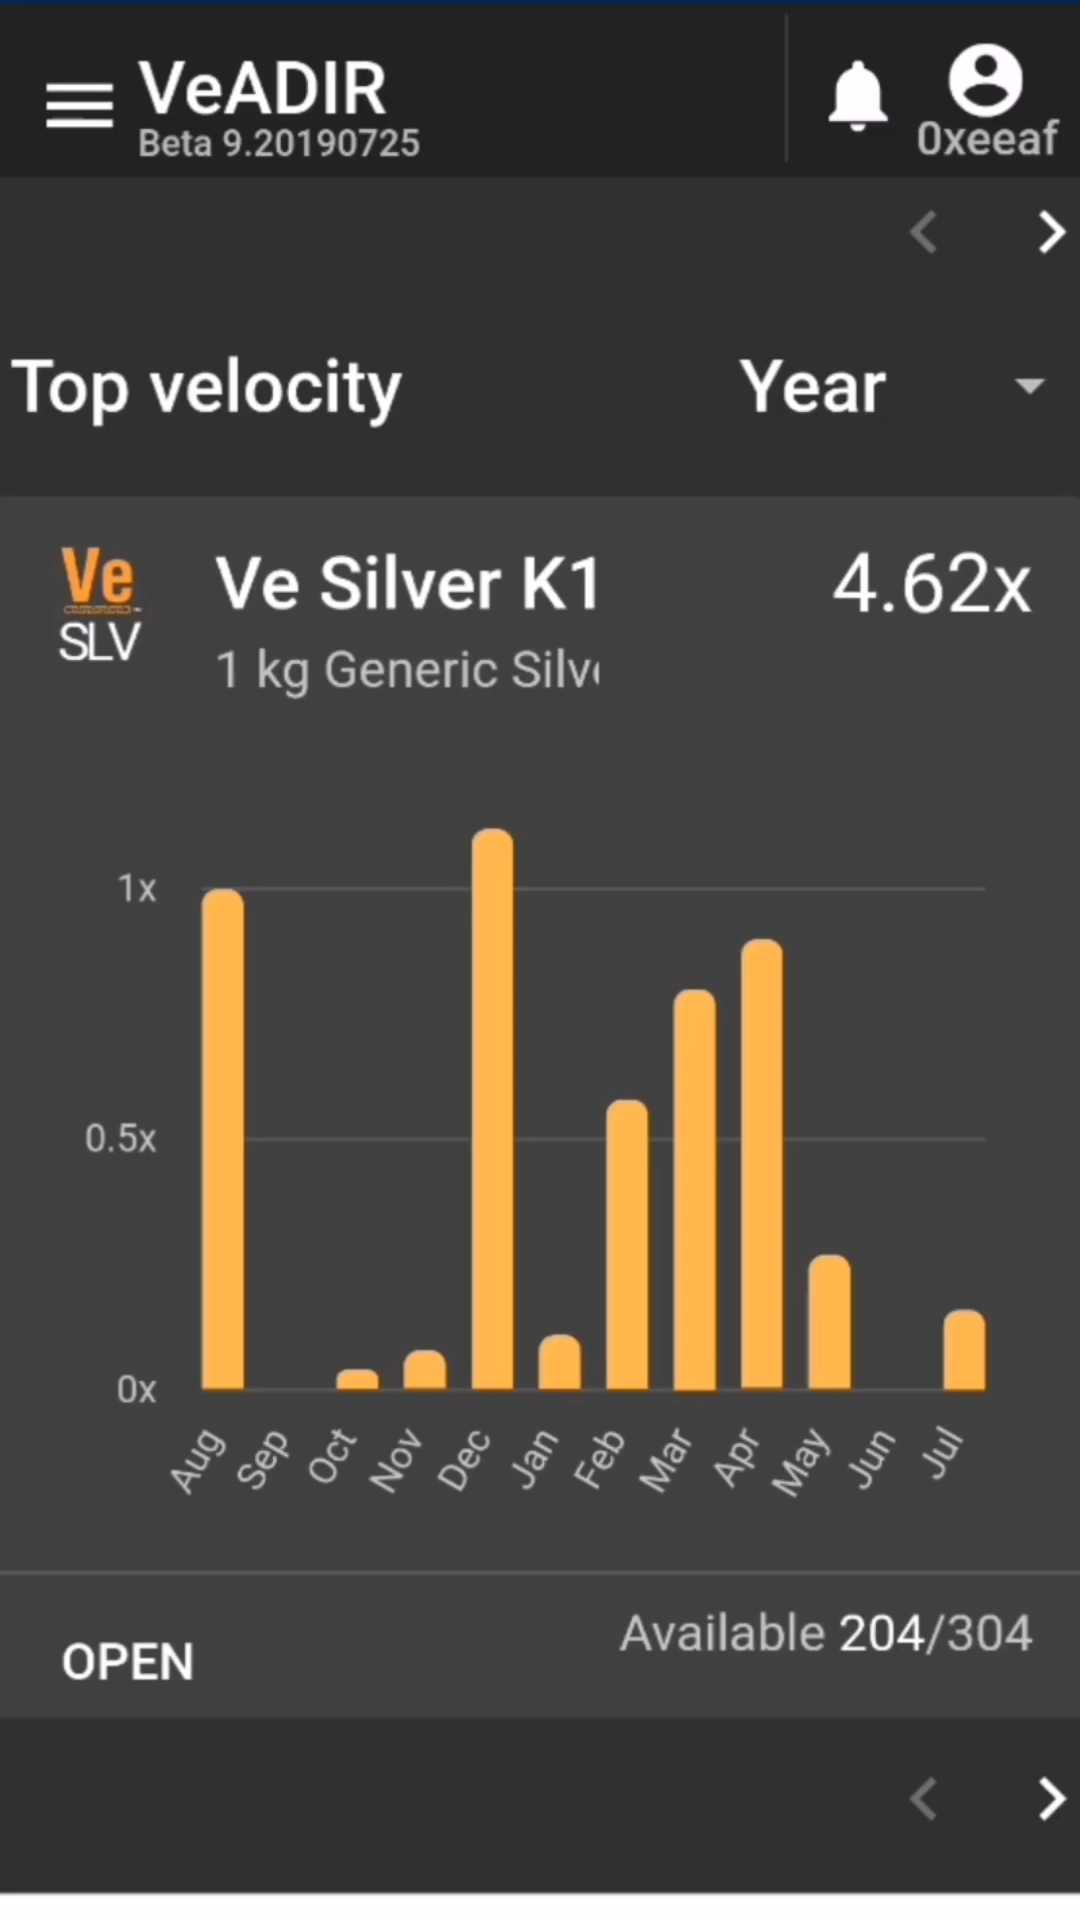 VeADIR
Beta 9.20190725
0xeeaf
Top velocity
Year
Ve
SLV
Ve Silver K1
4.62x
1 kg Generic Silv
1x
0.5x
0x
Aug Sep Oct Nov Dec Jan Feb Mar Apr May Jun Jul
OPEN
Available 204/304